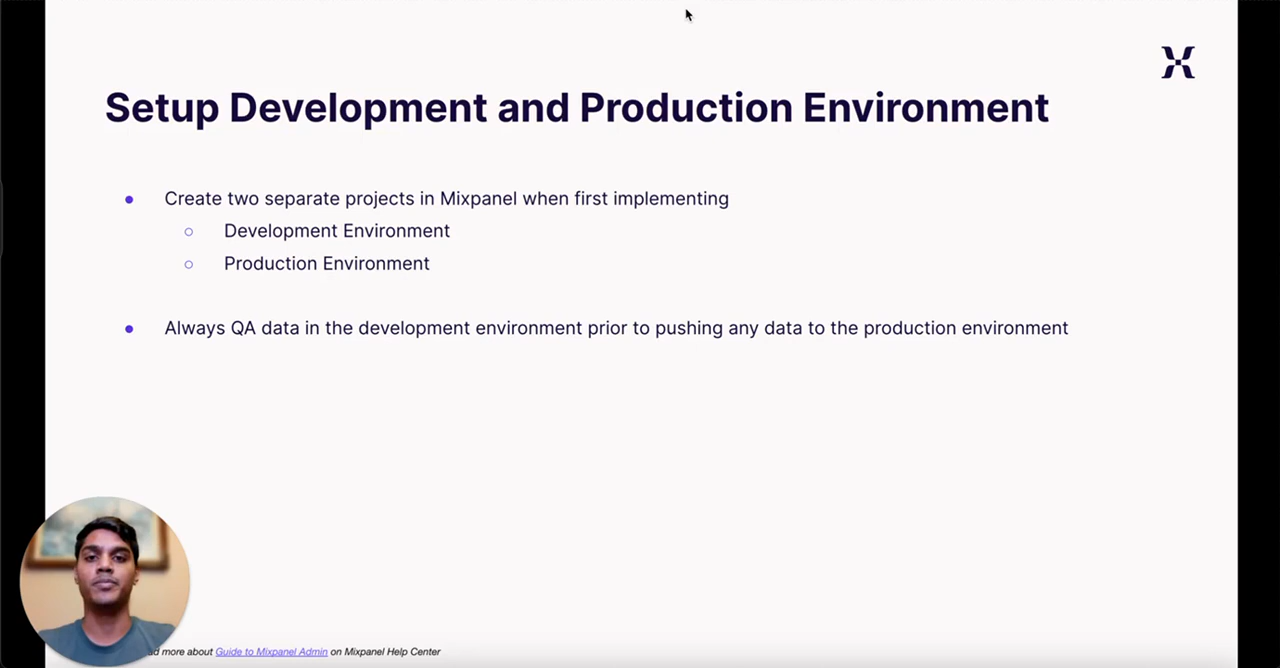 Setup Development and Production Environment
Create two separate projects in Mixpanel when first implementing
Development Environment
Production Environment
Always QA data in the development environment prior to pushing any data to the production environment
more about Guide to Mixpanel Admin on Mixpanel Help Center